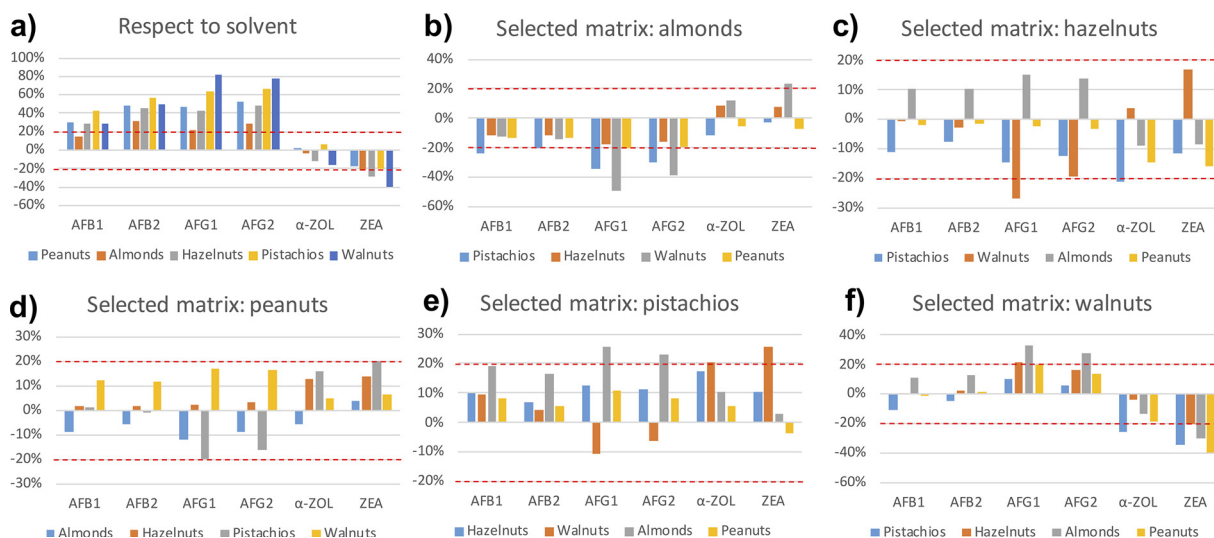 a)
Respect to solvent
100%
80%
60%
40%
20%
0%
-20%
-40%
-60%
AFB1 AFB2 AFG1 AFG2 α-ZOL ZEA
Peanuts Almonds Hazelnuts Pistachios Walnuts
b)
Selected matrix: almonds
40%
20%
0%
-20%
-40%
-60%
AFB1 AFB2 AFG1 AFG2 α-ZOL ZEA
Pistachios Hazelnuts Walnuts Peanuts
c)
Selected matrix: hazelnuts
20%
10%
0%
-10%
-20%
-30%
AFB1 AFB2 AFG1 AFG2 α-ZOL ZEA
Pistachios Walnuts Almonds Peanuts
d)
Selected matrix: peanuts
30%
20%
10%
0%
-10%
-20%
-30%
AFB1 AFB2 AFG1 AFG2 α-ZOL ZEA
Almonds Hazelnuts Pistachios Walnuts
e)
Selected matrix: pistachios
30%
20%
10%
0%
-10%
-20%
AFB1 AFB2 AFG1 AFG2 α-ZOL ZEA
Hazelnuts Walnuts Almonds Peanuts
f)
Selected matrix: walnuts
40%
20%
0%
-20%
-40%
-60%
AFB1 AFB2 AFG1 AFG2 α-ZOL ZEA
Pistachios Hazelnuts Almonds Peanuts